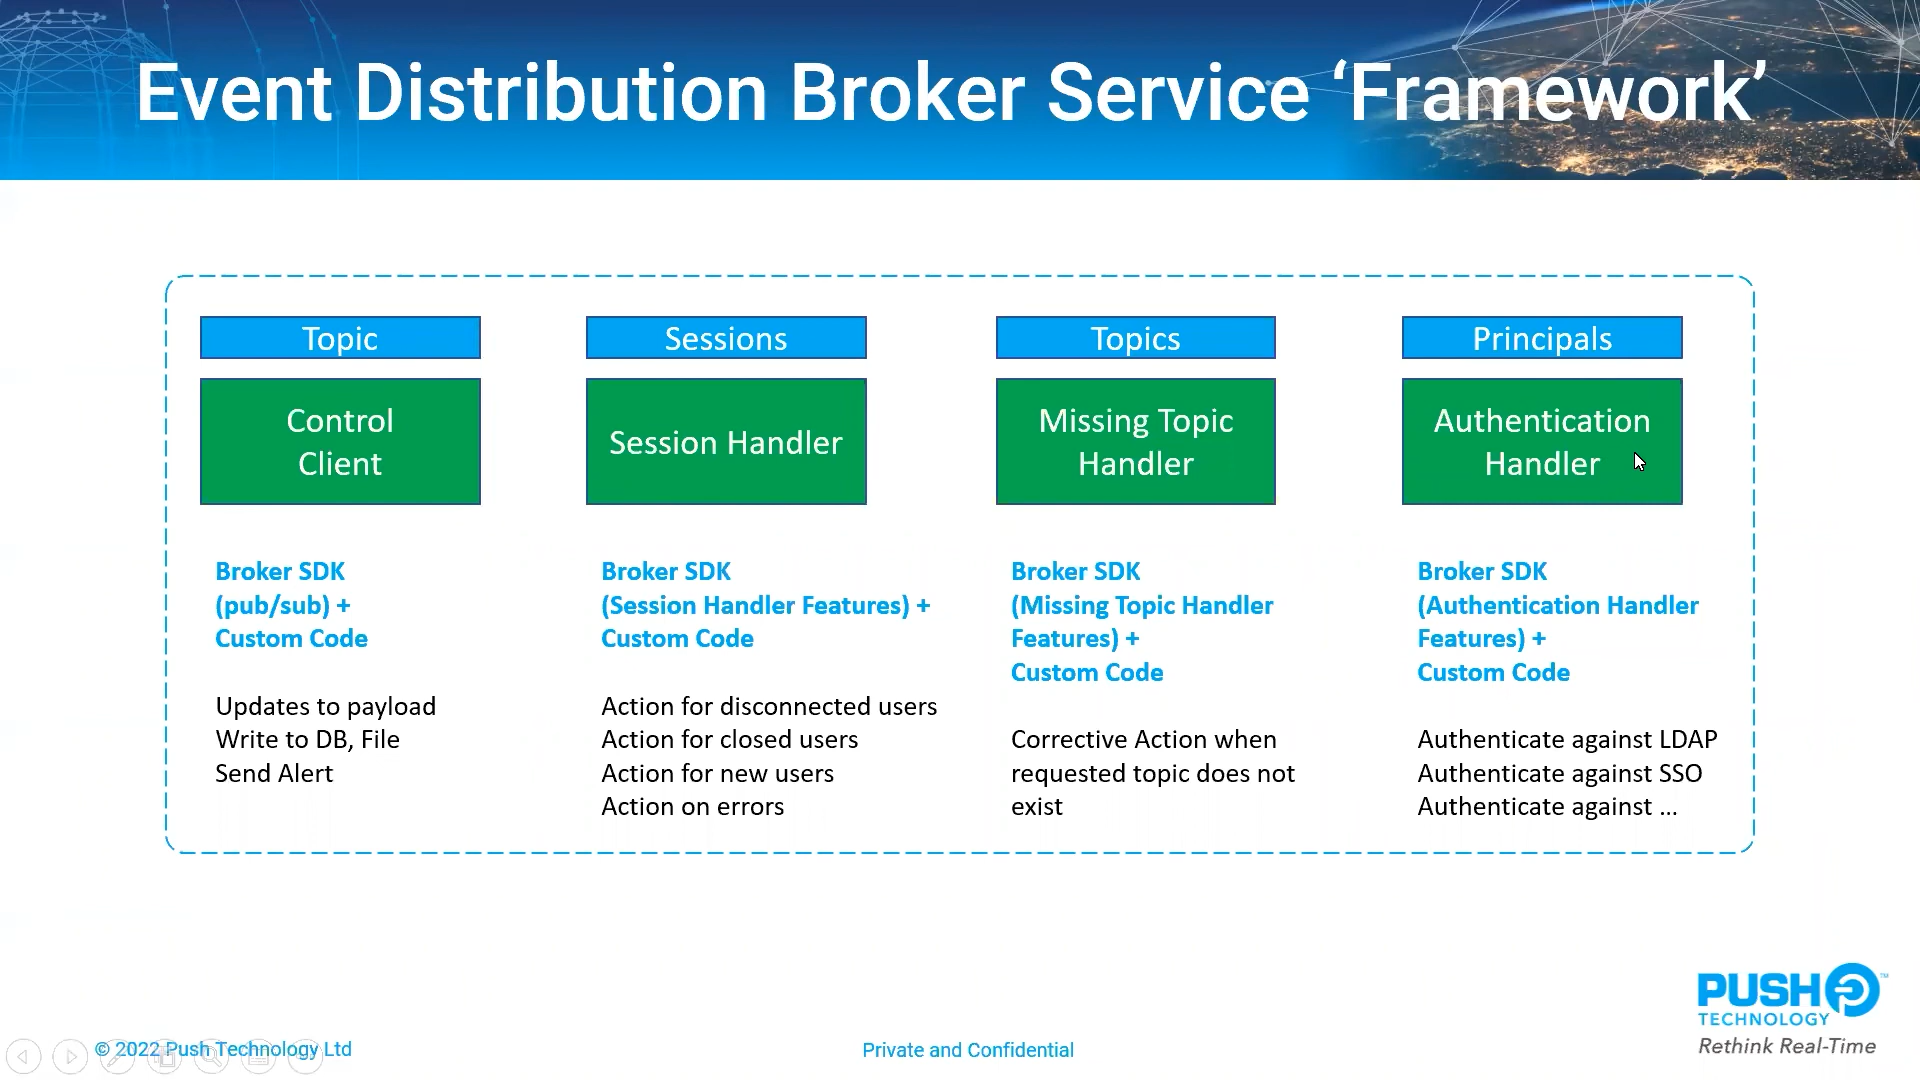 Event Distribution Broker Service ‘Framework’
Topic
Control
Client
Broker SDK
(pub/sub) +
Custom Code
Updates to payload
Write to DB, File
Send Alert
Sessions
Session Handler
Broker SDK
(Session Handler Features) +
Custom Code
Action for disconnected users
Action for closed users
Action for new users
Action on errors
Topics
Missing Topic
Handler
Broker SDK
(Missing Topic Handler
Features) +
Custom Code
Corrective Action when
requested topic does not
exist
Principals
Authentication
Handler
Broker SDK
(Authentication Handler
Features) +
Custom Code
Authenticate against LDAP
Authenticate against SSO
Authenticate against ...
© 2022 Push Technology Ltd
Private and Confidential
PUSH
TM
TECHNOLOGY
Rethink Real-Time